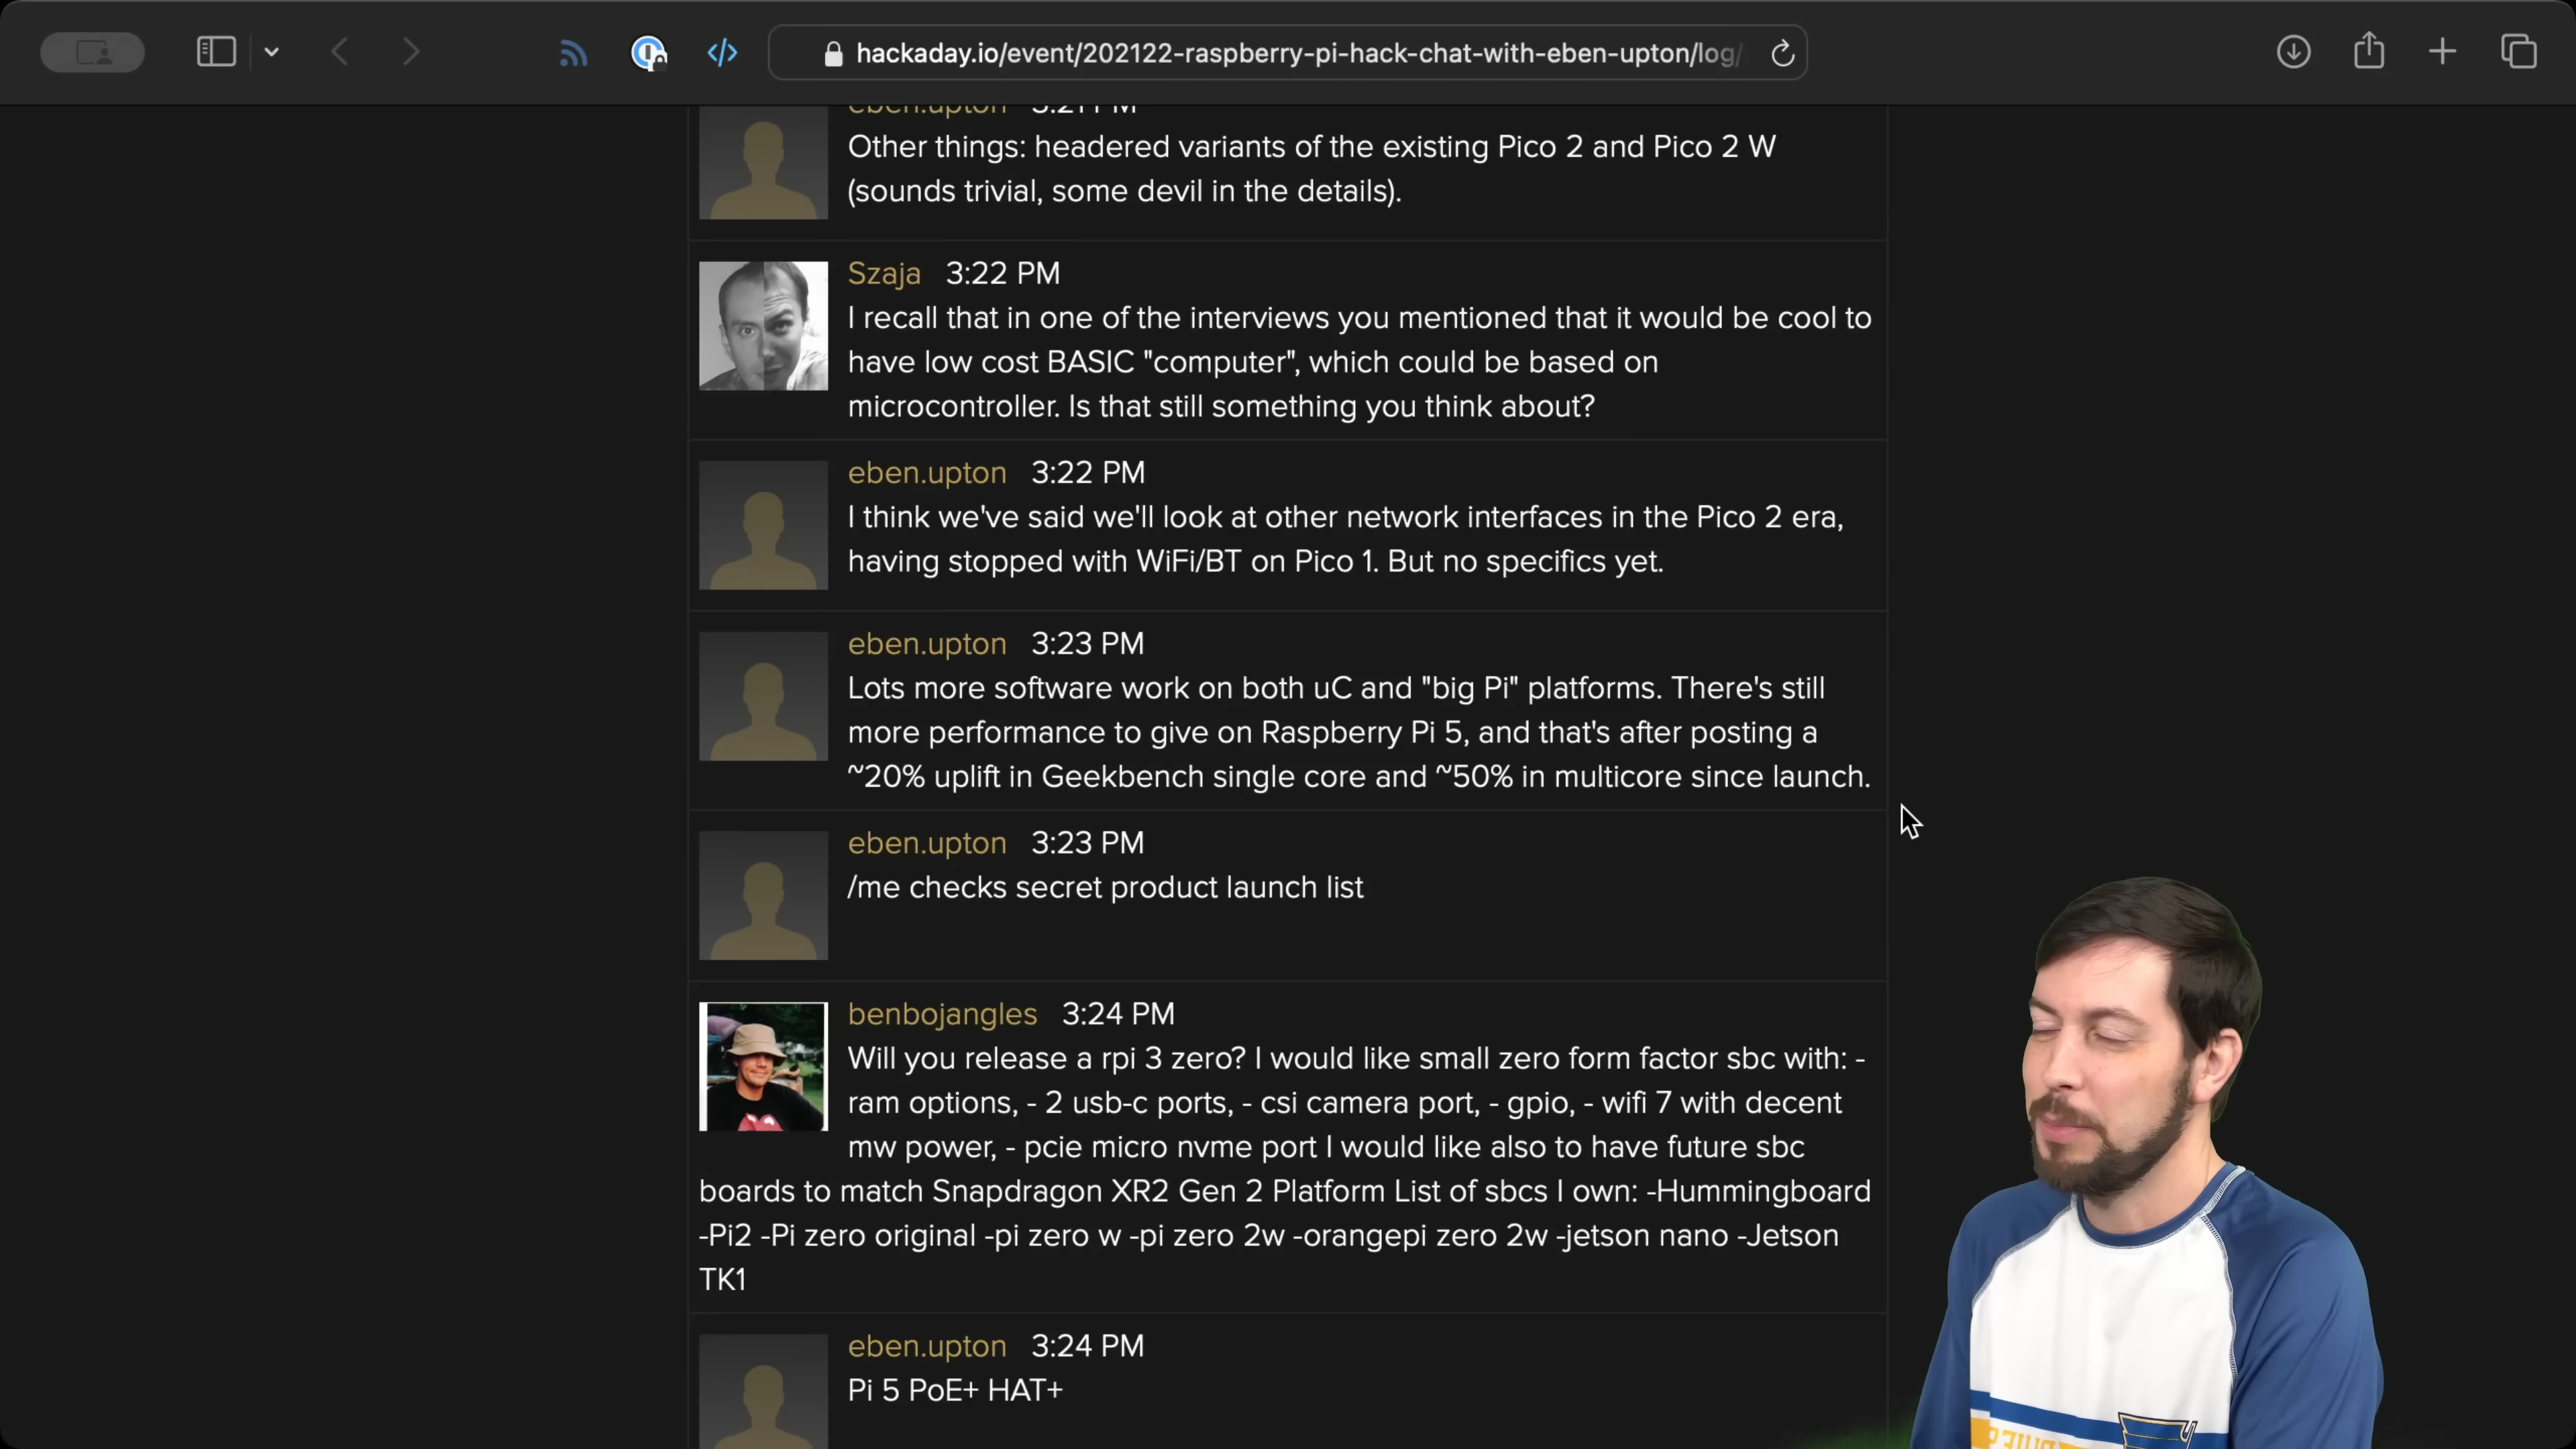 hackaday.io/event/202122-raspberry-pi-hack-chat-with-eben-upton/log/
eben.upton 3:21 PM
Other things: headered variants of the existing Pico 2 and Pico 2 W
(sounds trivial, some devil in the details).
Szaja 3:22 PM
I recall that in one of the interviews you mentioned that it would be cool to
have low cost BASIC "computer", which could be based on
microcontroller. Is that still something you think about?
eben.upton 3:22 PM
I think we've said we'll look at other network interfaces in the Pico 2 era,
having stopped with WiFi/BT on Pico 1. But no specifics yet.
eben.upton 3:23 PM
Lots more software work on both uC and "big Pi" platforms. There's still
more performance to give on Raspberry Pi 5, and that's after posting a
~20% uplift in Geekbench single core and ~50% in multicore since launch.
eben.upton 3:23 PM
/me checks secret product launch list
benbojangles 3:24 PM
Will you release a rpi 3 zero? I would like small zero form factor sbc with: -
ram options, - 2 usb-c ports, - csi camera port, - gpio, - wifi 7 with decent
mw power, - pcie micro nvme port I would like also to have future sbc
boards to match Snapdragon XR2 Gen 2 Platform List of sbcs I own: -Hummingboard
-Pi2 -Pi zero original -pi zero w -pi zero 2w -orangepi zero 2w -jetson nano -Jetson
TK1
eben.upton 3:24 PM
Pi 5 PoE+ HAT+